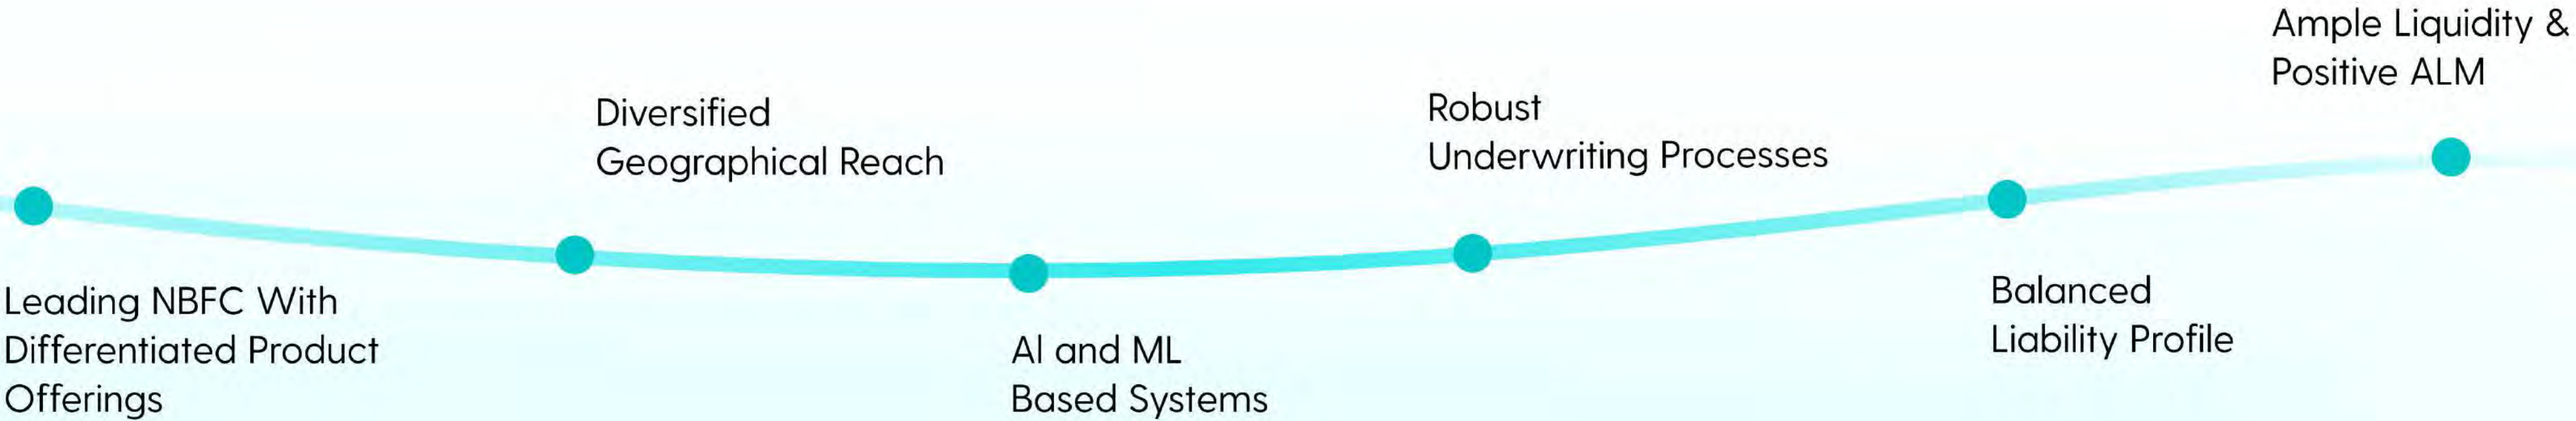 Leading NBFC With
Differentiated Product
Offerings
Diversified
Geographical Reach
AI and ML
Based Systems
Robust
Underwriting Processes
Balanced
Liability Profile
Ample Liquidity &
Positive ALM